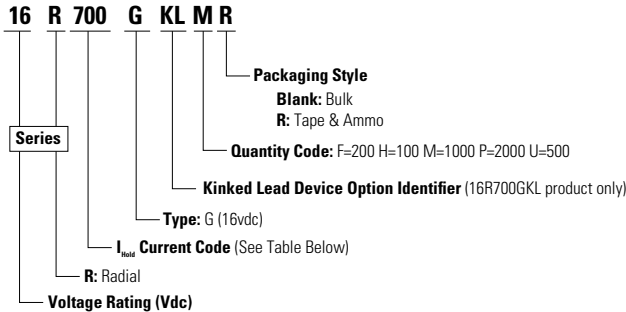 16 R 700 G KL M R
Packaging Style
Blank: Bulk
R: Tape & Ammo
Series
Quantity Code: F=200 H=100 M=1000 P=2000 U=500
Kinked Lead Device Option Identifier (16R700GKL product only)
Type: G (16vdc)
IHold Current Code (See Table Below)
R: Radial
Voltage Rating (Vdc)